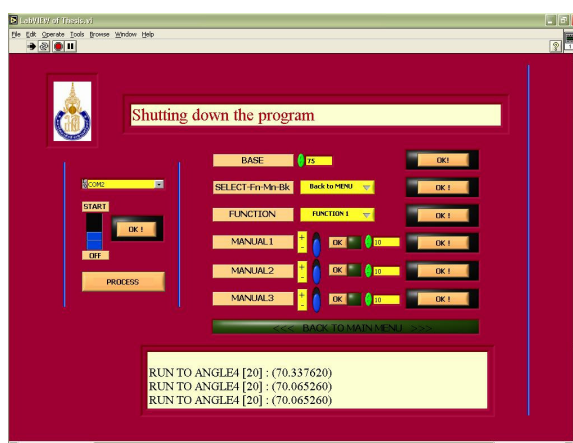 LabVIEW of Thesis.vi
File Edit Operate Tools Browse Window Help
Shutting down the program
BASE 75 OK!
COM2
SELECT-Fn-Mn-Bk Back to MENU OK !
START
FUNCTION FUNCTION 1 OK !
OK !
MANUAL1 + - OK 10 OK !
OFF
MANUAL2 + - OK 10 OK !
PROCESS
MANUAL3 + - OK 10 OK !
<<< BACK TO MAIN MENU >>>
RUN TO ANGLE4 [20] : (70.337620)
RUN TO ANGLE4 [20] : (70.065260)
RUN TO ANGLE4 [20] : (70.065260)